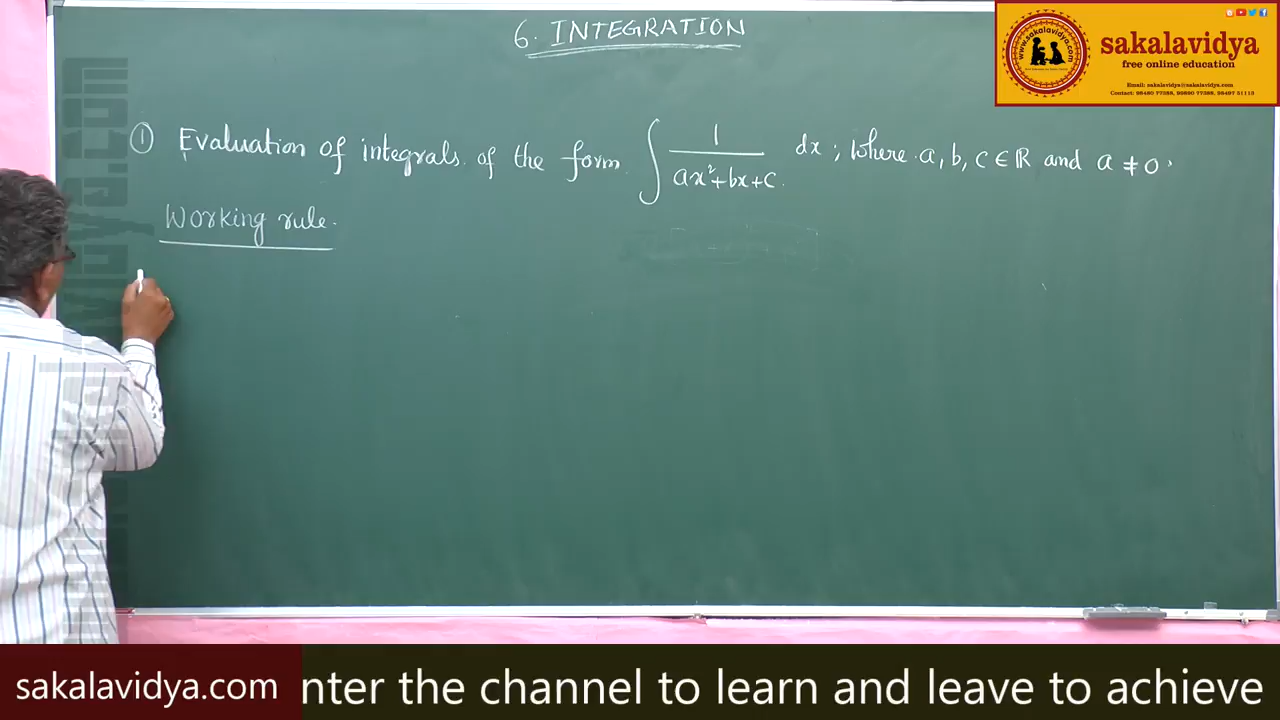 6. INTEGRATION
sakalavidya
free online education
Email: sakalavidya@sakalavidya.com
① Evaluation of integrals of the form ∫ 1/(ax²+bx+c) dx ; where a, b, c ∈ ℝ and a ≠ 0.
Working rule.
sakalavidya.com
nter the channel to learn and leave to achieve